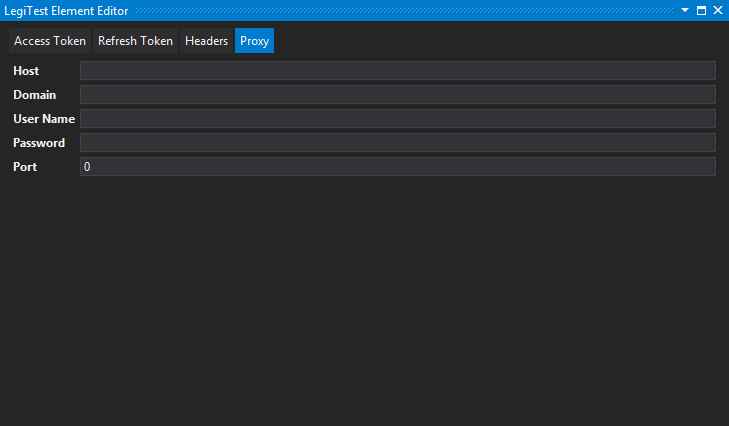 LegiTest Element Editor
Access Token Refresh Token Headers Proxy
Host
Domain
User Name
Password
Port 0